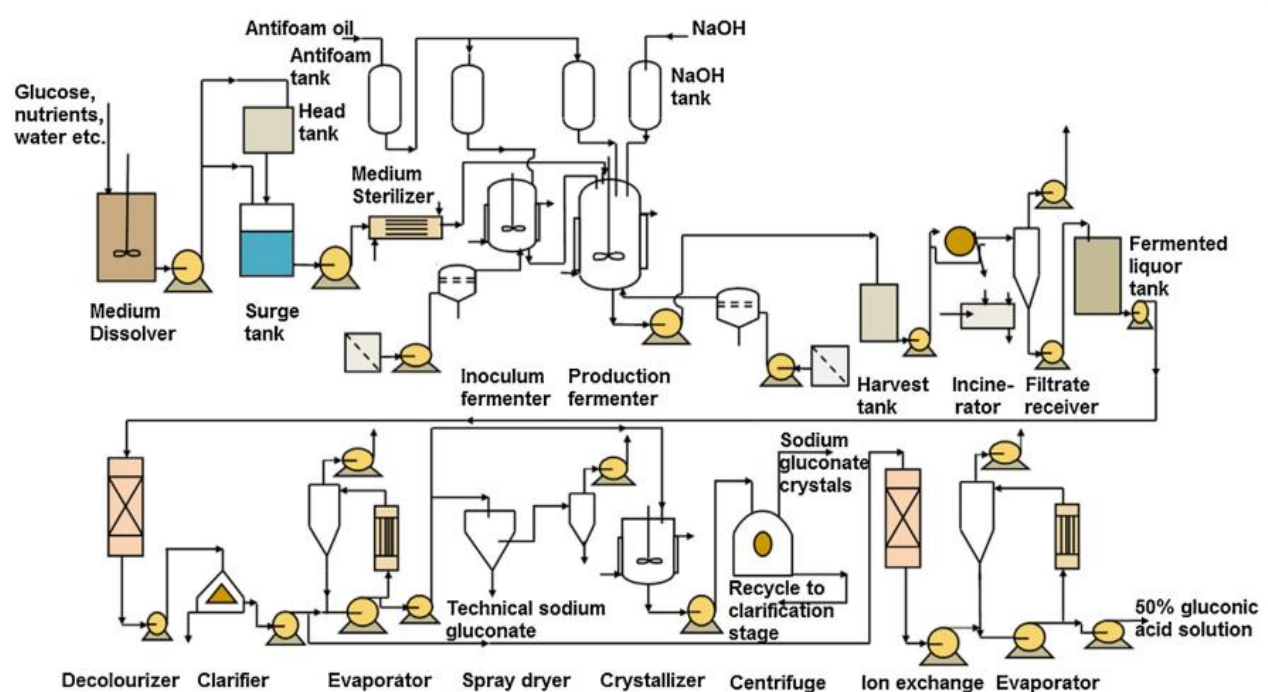 Antifoam oil
Antifoam
tank
NaOH
NaOH
tank
Glucose,
nutrients,
water etc.
Head
tank
Medium
Sterilizer
Fermented
liquor
tank
Medium
Dissolver
Surge
tank
Inoculum
fermenter
Production
fermenter
Harvest
tank
Incine-
rator
Filtrate
receiver
Sodium
gluconate
crystals
Technical sodium
gluconate
Recycle to
clarification
stage
50% gluconic
acid solution
Decolourizer
Clarifier
Evaporator
Spray dryer
Crystallizer
Centrifuge
Ion exchange
Evaporator